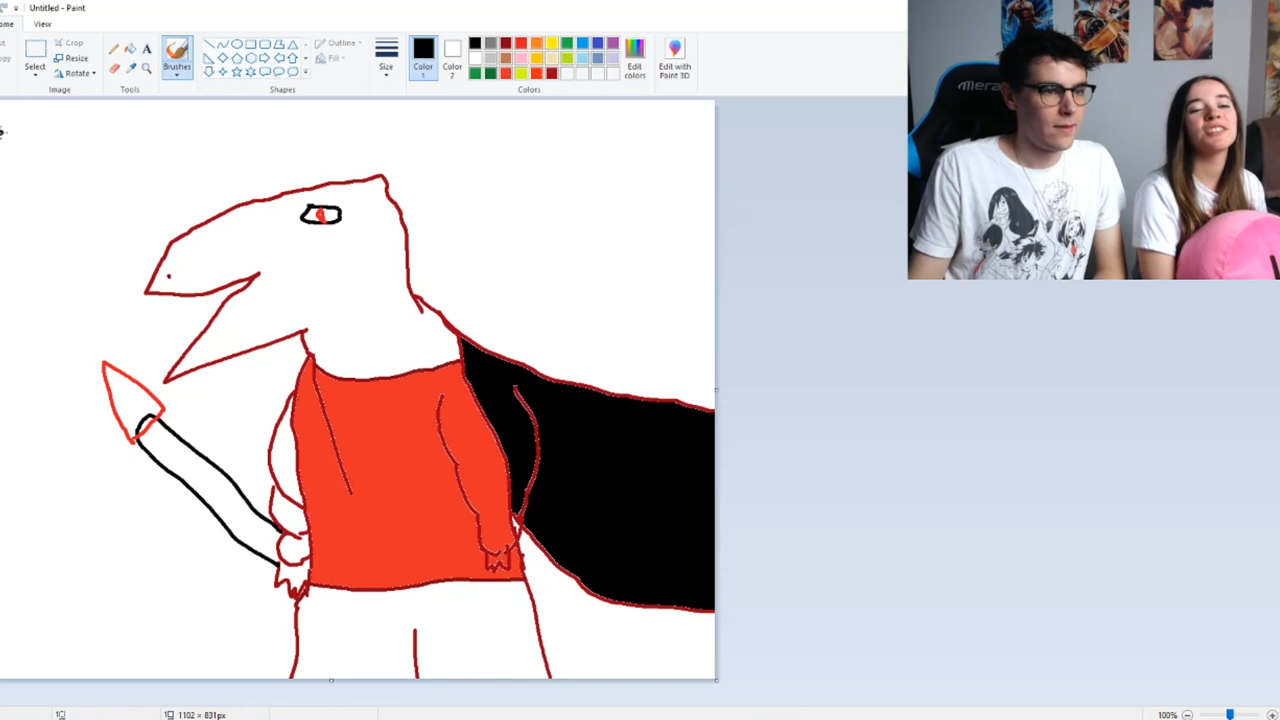 Untitled - Paint
View
Crop
Resize
Rotate
Select
Brushes
Size
Color
1
Color
2
Outline
Fill
Edit
colors
Edit with
Paint 3D
Image
Tools
Shapes
Colors
1102 × 831px
100%